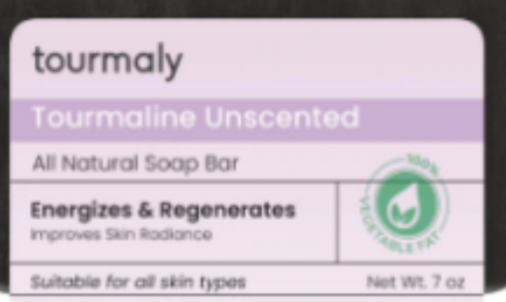 tourmaly
Tourmaline Unscented
All Natural Soap Bar
100%
VEGETABLE FAT
Energizes & Regenerates
Improves Skin Radiance
Suitable for all skin types
Net Wt. 7 oz